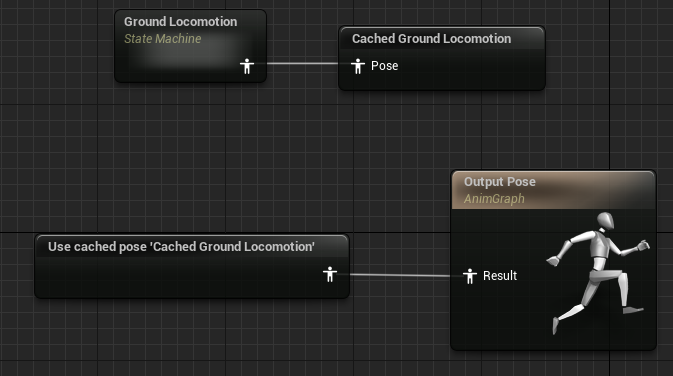 Ground Locomotion
State Machine
Cached Ground Locomotion
Pose
Output Pose
AnimGraph
Use cached pose 'Cached Ground Locomotion'
Result